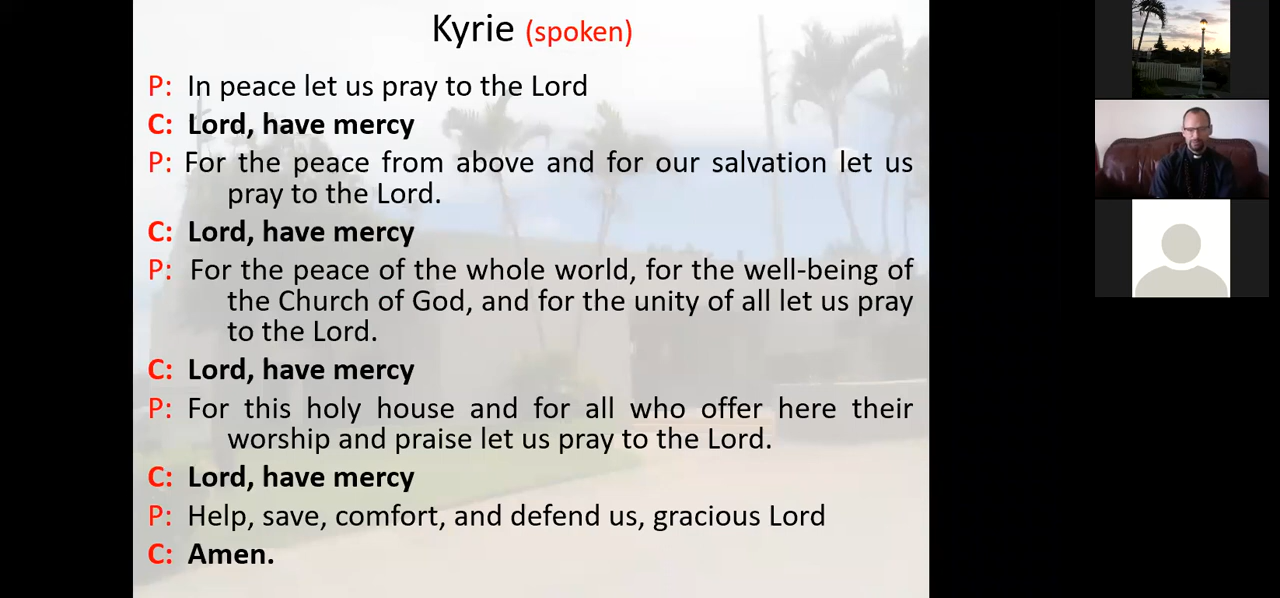 Kyrie (spoken)
P: In peace let us pray to the Lord
C: Lord, have mercy
P: For the peace from above and for our salvation let us
pray to the Lord.
C: Lord, have mercy
P: For the peace of the whole world, for the well-being of
the Church of God, and for the unity of all let us pray
to the Lord.
C: Lord, have mercy
P: For this holy house and for all who offer here their
worship and praise let us pray to the Lord.
C: Lord, have mercy
P: Help, save, comfort, and defend us, gracious Lord
C: Amen.